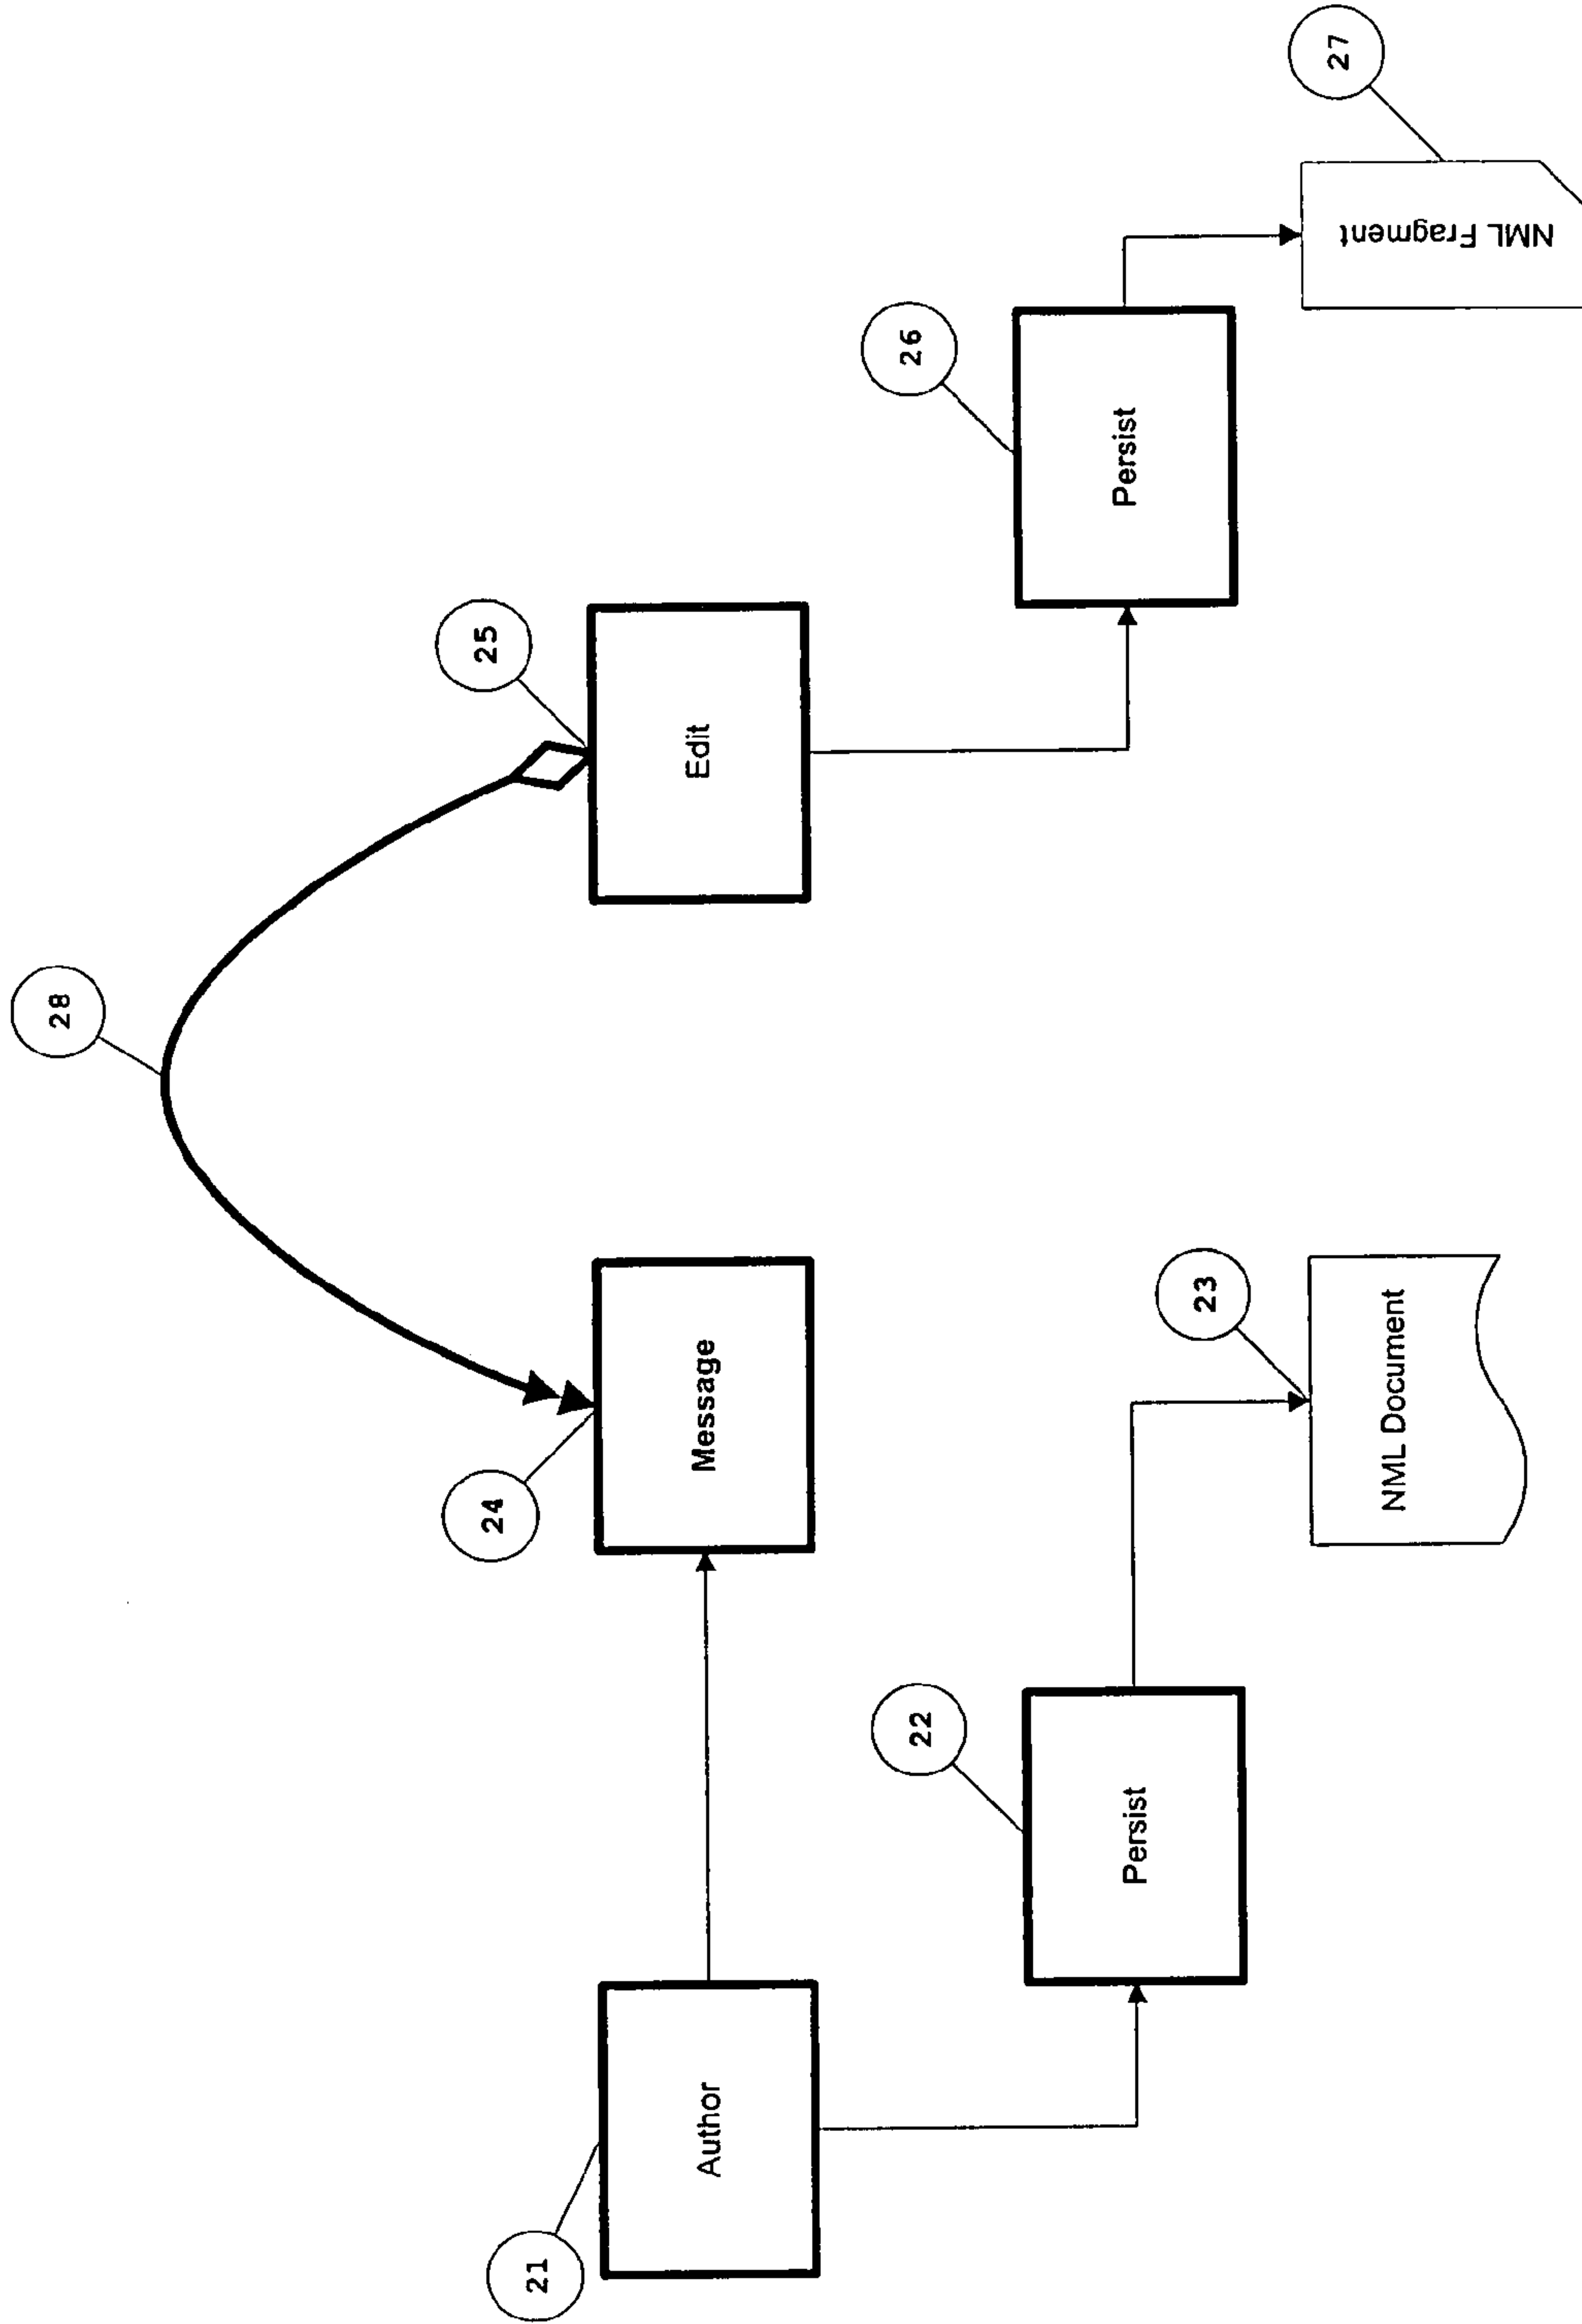 28
25
24
21
Message
Edit
Author
26
22
Persist
Persist
27
23
NML Document
NML Fragment